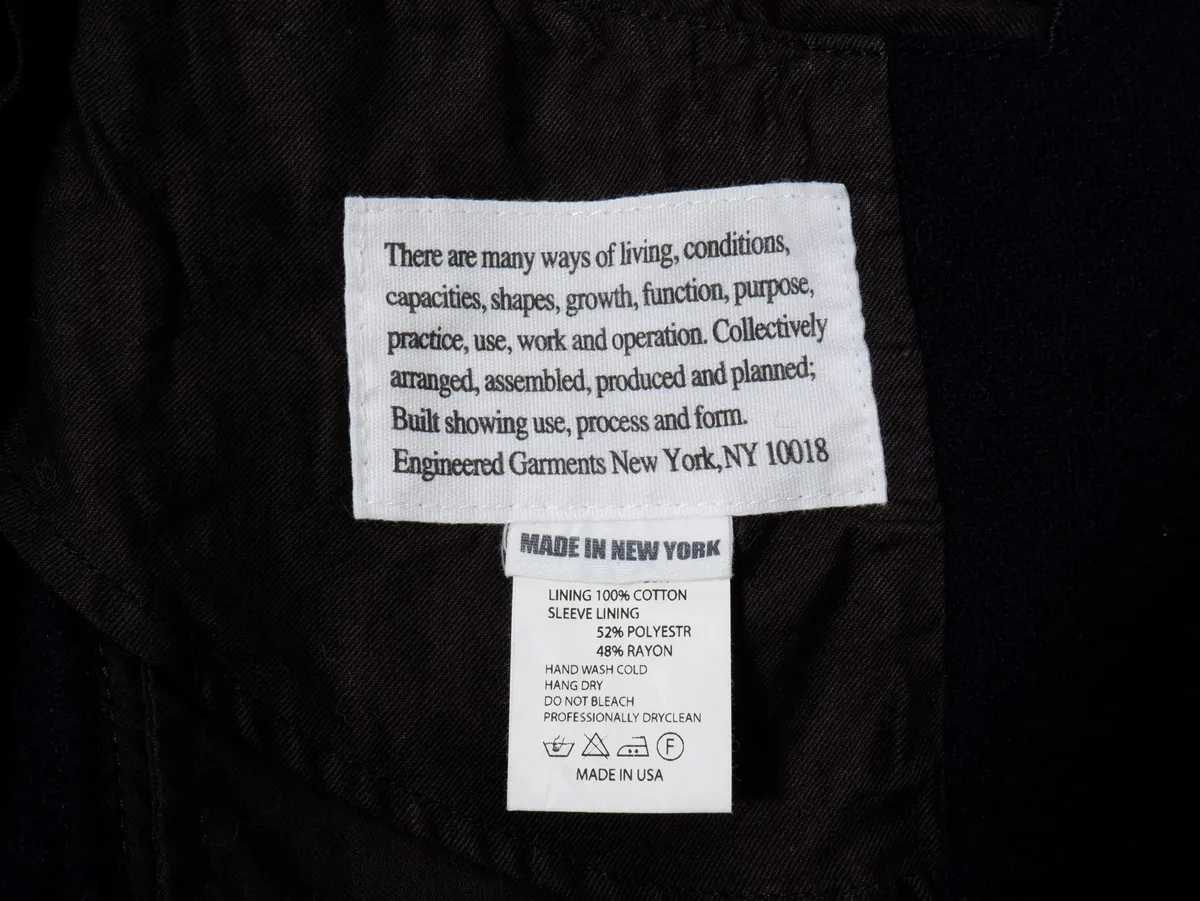 There are many ways of living, conditions,
capacities, shapes, growth, function, purpose,
practice, use, work and operation. Collectively
arranged, assembled, produced and planned;
Built showing use, process and form.
Engineered Garments New York, NY 10018
MADE IN NEW YORK
LINING 100% COTTON
SLEEVE LINING
52% POLYESTR
48% RAYON
HAND WASH COLD
HANG DRY
DO NOT BLEACH
PROFESSIONALLY DRYCLEAN
F
MADE IN USA